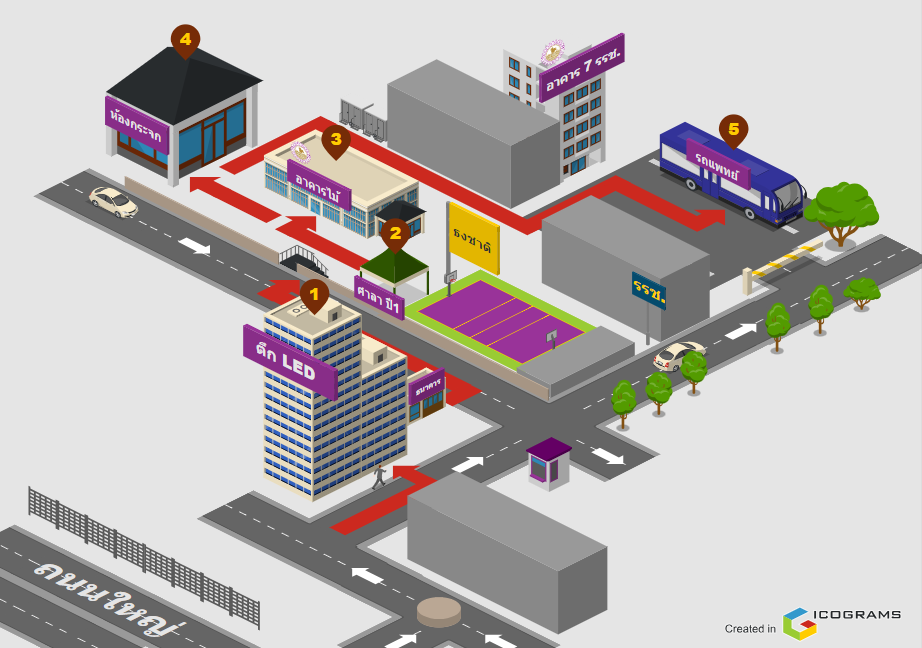 4
อาคาร 7 รรช.
ห้องกระจก
3
5
รถแพทย์
อาคารไม้
2
ธงชาติ
ศาลา ปี1
รรช.
1
ตึก LED
ธนาคาร
ถนนใหญ่
Created in ICOGRAMS